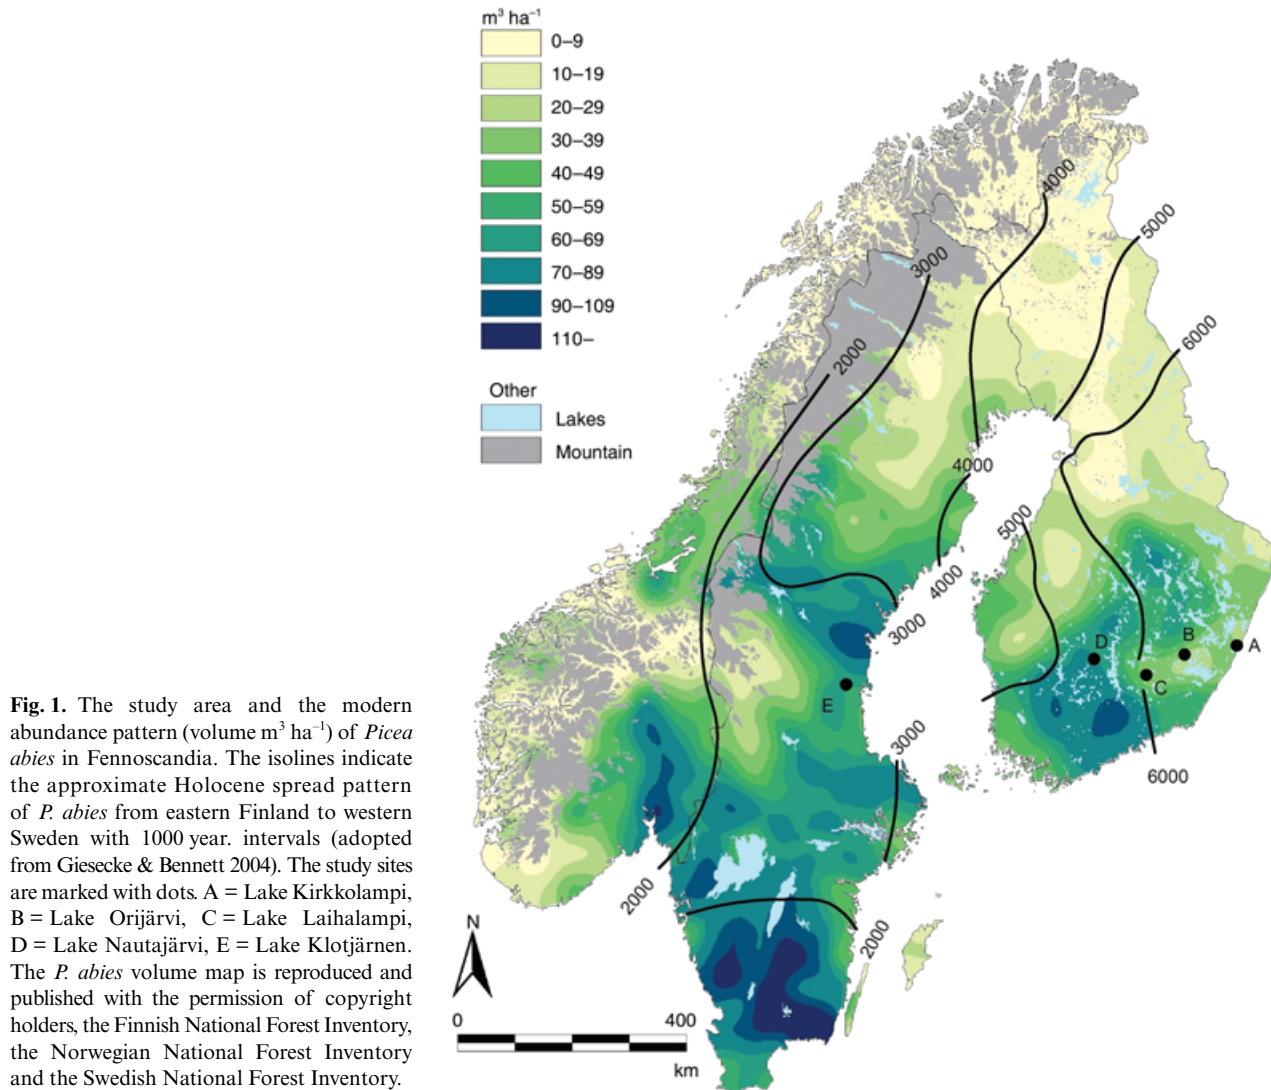 m³ ha⁻¹
0–9
10–19
20–29
30–39
40–49
50–59
60–69
70–89
90–109
110–
Other
Lakes
Mountain
4000
5000
3000
6000
2000
4000
5000
4000
3000
D
B
A
C
E
3000
6000
2000
2000
N
0 400
km
Fig. 1. The study area and the modern
abundance pattern (volume m³ ha⁻¹) of Picea
abies in Fennoscandia. The isolines indicate
the approximate Holocene spread pattern
of P. abies from eastern Finland to western
Sweden with 1000 year. intervals (adopted
from Giesecke & Bennett 2004). The study sites
are marked with dots. A = Lake Kirkkolampi,
B = Lake Orijärvi, C = Lake Laihalampi,
D = Lake Nautajärvi, E = Lake Klotjärnen.
The P. abies volume map is reproduced and
published with the permission of copyright
holders, the Finnish National Forest Inventory,
the Norwegian National Forest Inventory
and the Swedish National Forest Inventory.